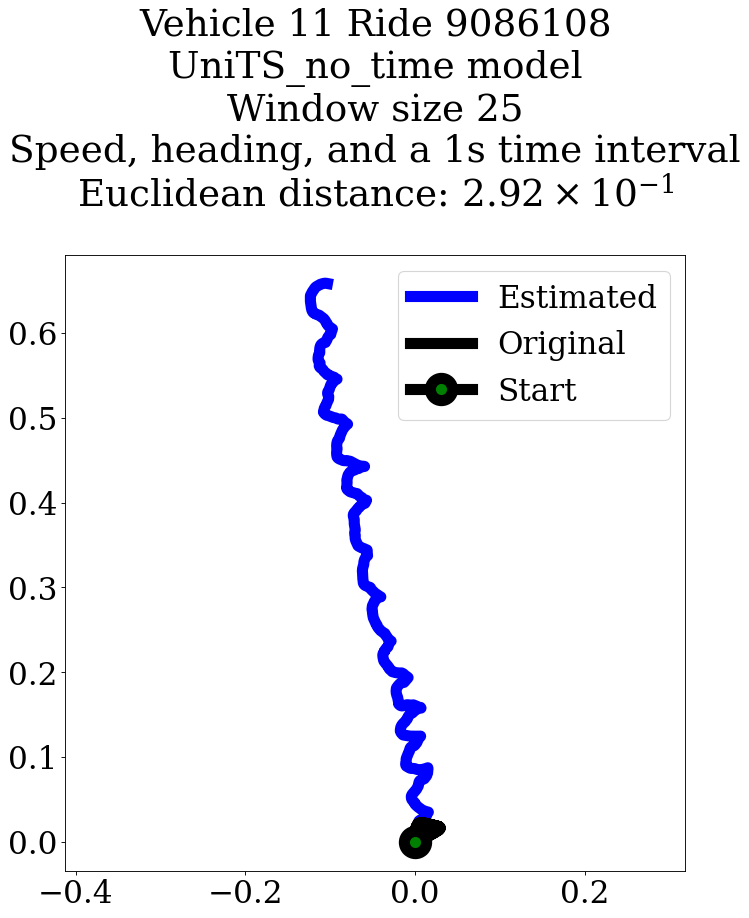 Vehicle 11 Ride 9086108
UniTS_no_time model
Window size 25
Speed, heading, and a 1s time interval
Euclidean distance: 2.92 × 10⁻¹
Estimated
Original
Start
0.6
0.5
0.4
0.3
0.2
0.1
0.0
−0.4 −0.2 0.0 0.2